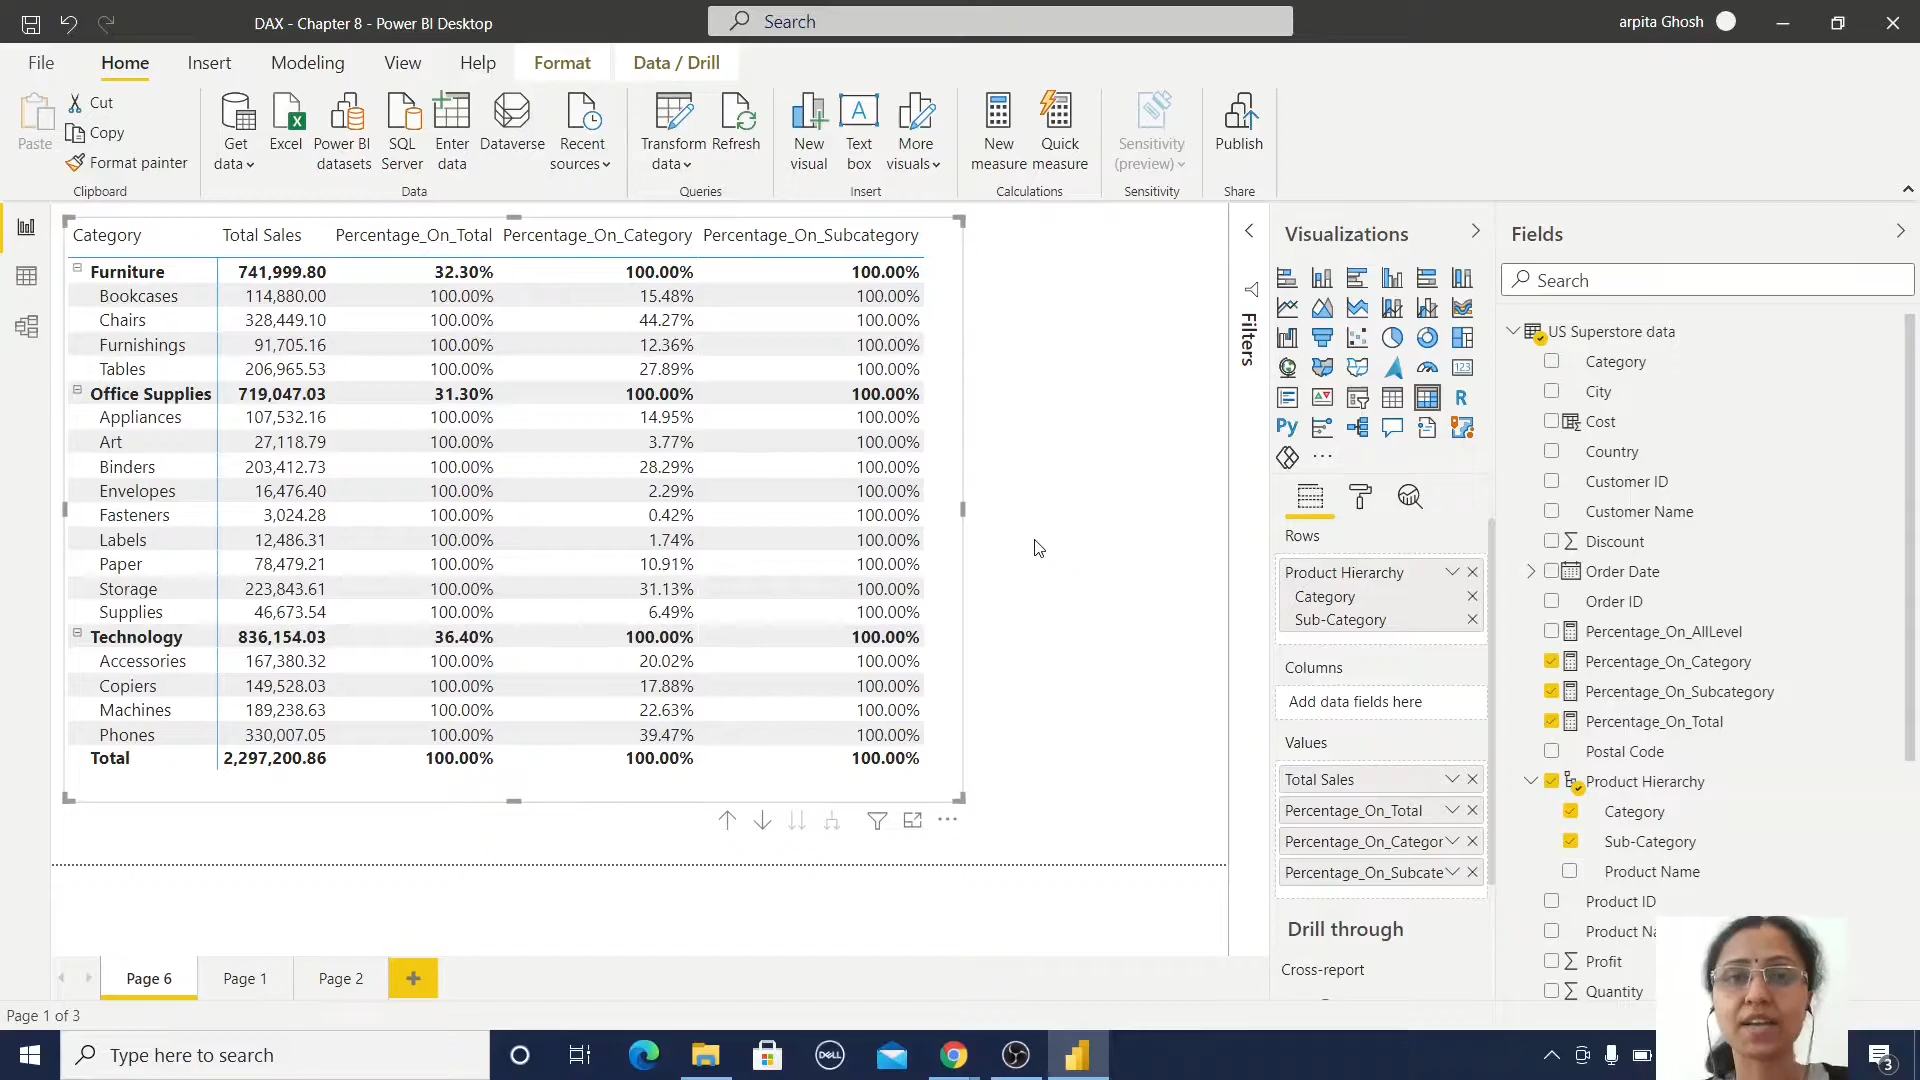 DAX - Chapter 8 - Power BI Desktop
Search
arpita Ghosh
File Home Insert Modeling View Help Format Data / Drill
Paste
Cut
Copy
Format painter
Clipboard
Get data
Excel
Power BI datasets
SQL Server
Enter data
Dataverse
Recent sources
Data
Transform data
Refresh
Queries
New visual
Text box
More visuals
Insert
New measure
Quick measure
Calculations
Sensitivity (preview)
Sensitivity
Publish
Share
Category Total Sales Percentage_On_Total Percentage_On_Category Percentage_On_Subcategory
Furniture 741,999.80 32.30% 100.00% 100.00%
Bookcases 114,880.00 100.00% 15.48% 100.00%
Chairs 328,449.10 100.00% 44.27% 100.00%
Furnishings 91,705.16 100.00% 12.36% 100.00%
Tables 206,965.53 100.00% 27.89% 100.00%
Office Supplies 719,047.03 31.30% 100.00% 100.00%
Appliances 107,532.16 100.00% 14.95% 100.00%
Art 27,118.79 100.00% 3.77% 100.00%
Binders 203,412.73 100.00% 28.29% 100.00%
Envelopes 16,476.40 100.00% 2.29% 100.00%
Fasteners 3,024.28 100.00% 0.42% 100.00%
Labels 12,486.31 100.00% 1.74% 100.00%
Paper 78,479.21 100.00% 10.91% 100.00%
Storage 223,843.61 100.00% 31.13% 100.00%
Supplies 46,673.54 100.00% 6.49% 100.00%
Technology 836,154.03 36.40% 100.00% 100.00%
Accessories 167,380.32 100.00% 20.02% 100.00%
Copiers 149,528.03 100.00% 17.88% 100.00%
Machines 189,238.63 100.00% 22.63% 100.00%
Phones 330,007.05 100.00% 39.47% 100.00%
Total 2,297,200.86 100.00% 100.00% 100.00%
Filters
Visualizations
123
R
Py
Rows
Product Hierarchy
Category
Sub-Category
Columns
Add data fields here
Values
Total Sales
Percentage_On_Total
Percentage_On_Categor
Percentage_On_Subcate
Drill through
Cross-report
Fields
Search
US Superstore data
Category
City
Cost
Country
Customer ID
Customer Name
Discount
Order Date
Order ID
Percentage_On_AllLevel
Percentage_On_Category
Percentage_On_Subcategory
Percentage_On_Total
Postal Code
Product Hierarchy
Category
Sub-Category
Product Name
Product ID
Product Na
Profit
Quantity
Page 6 Page 1 Page 2
Page 1 of 3
Type here to search
DELL
3